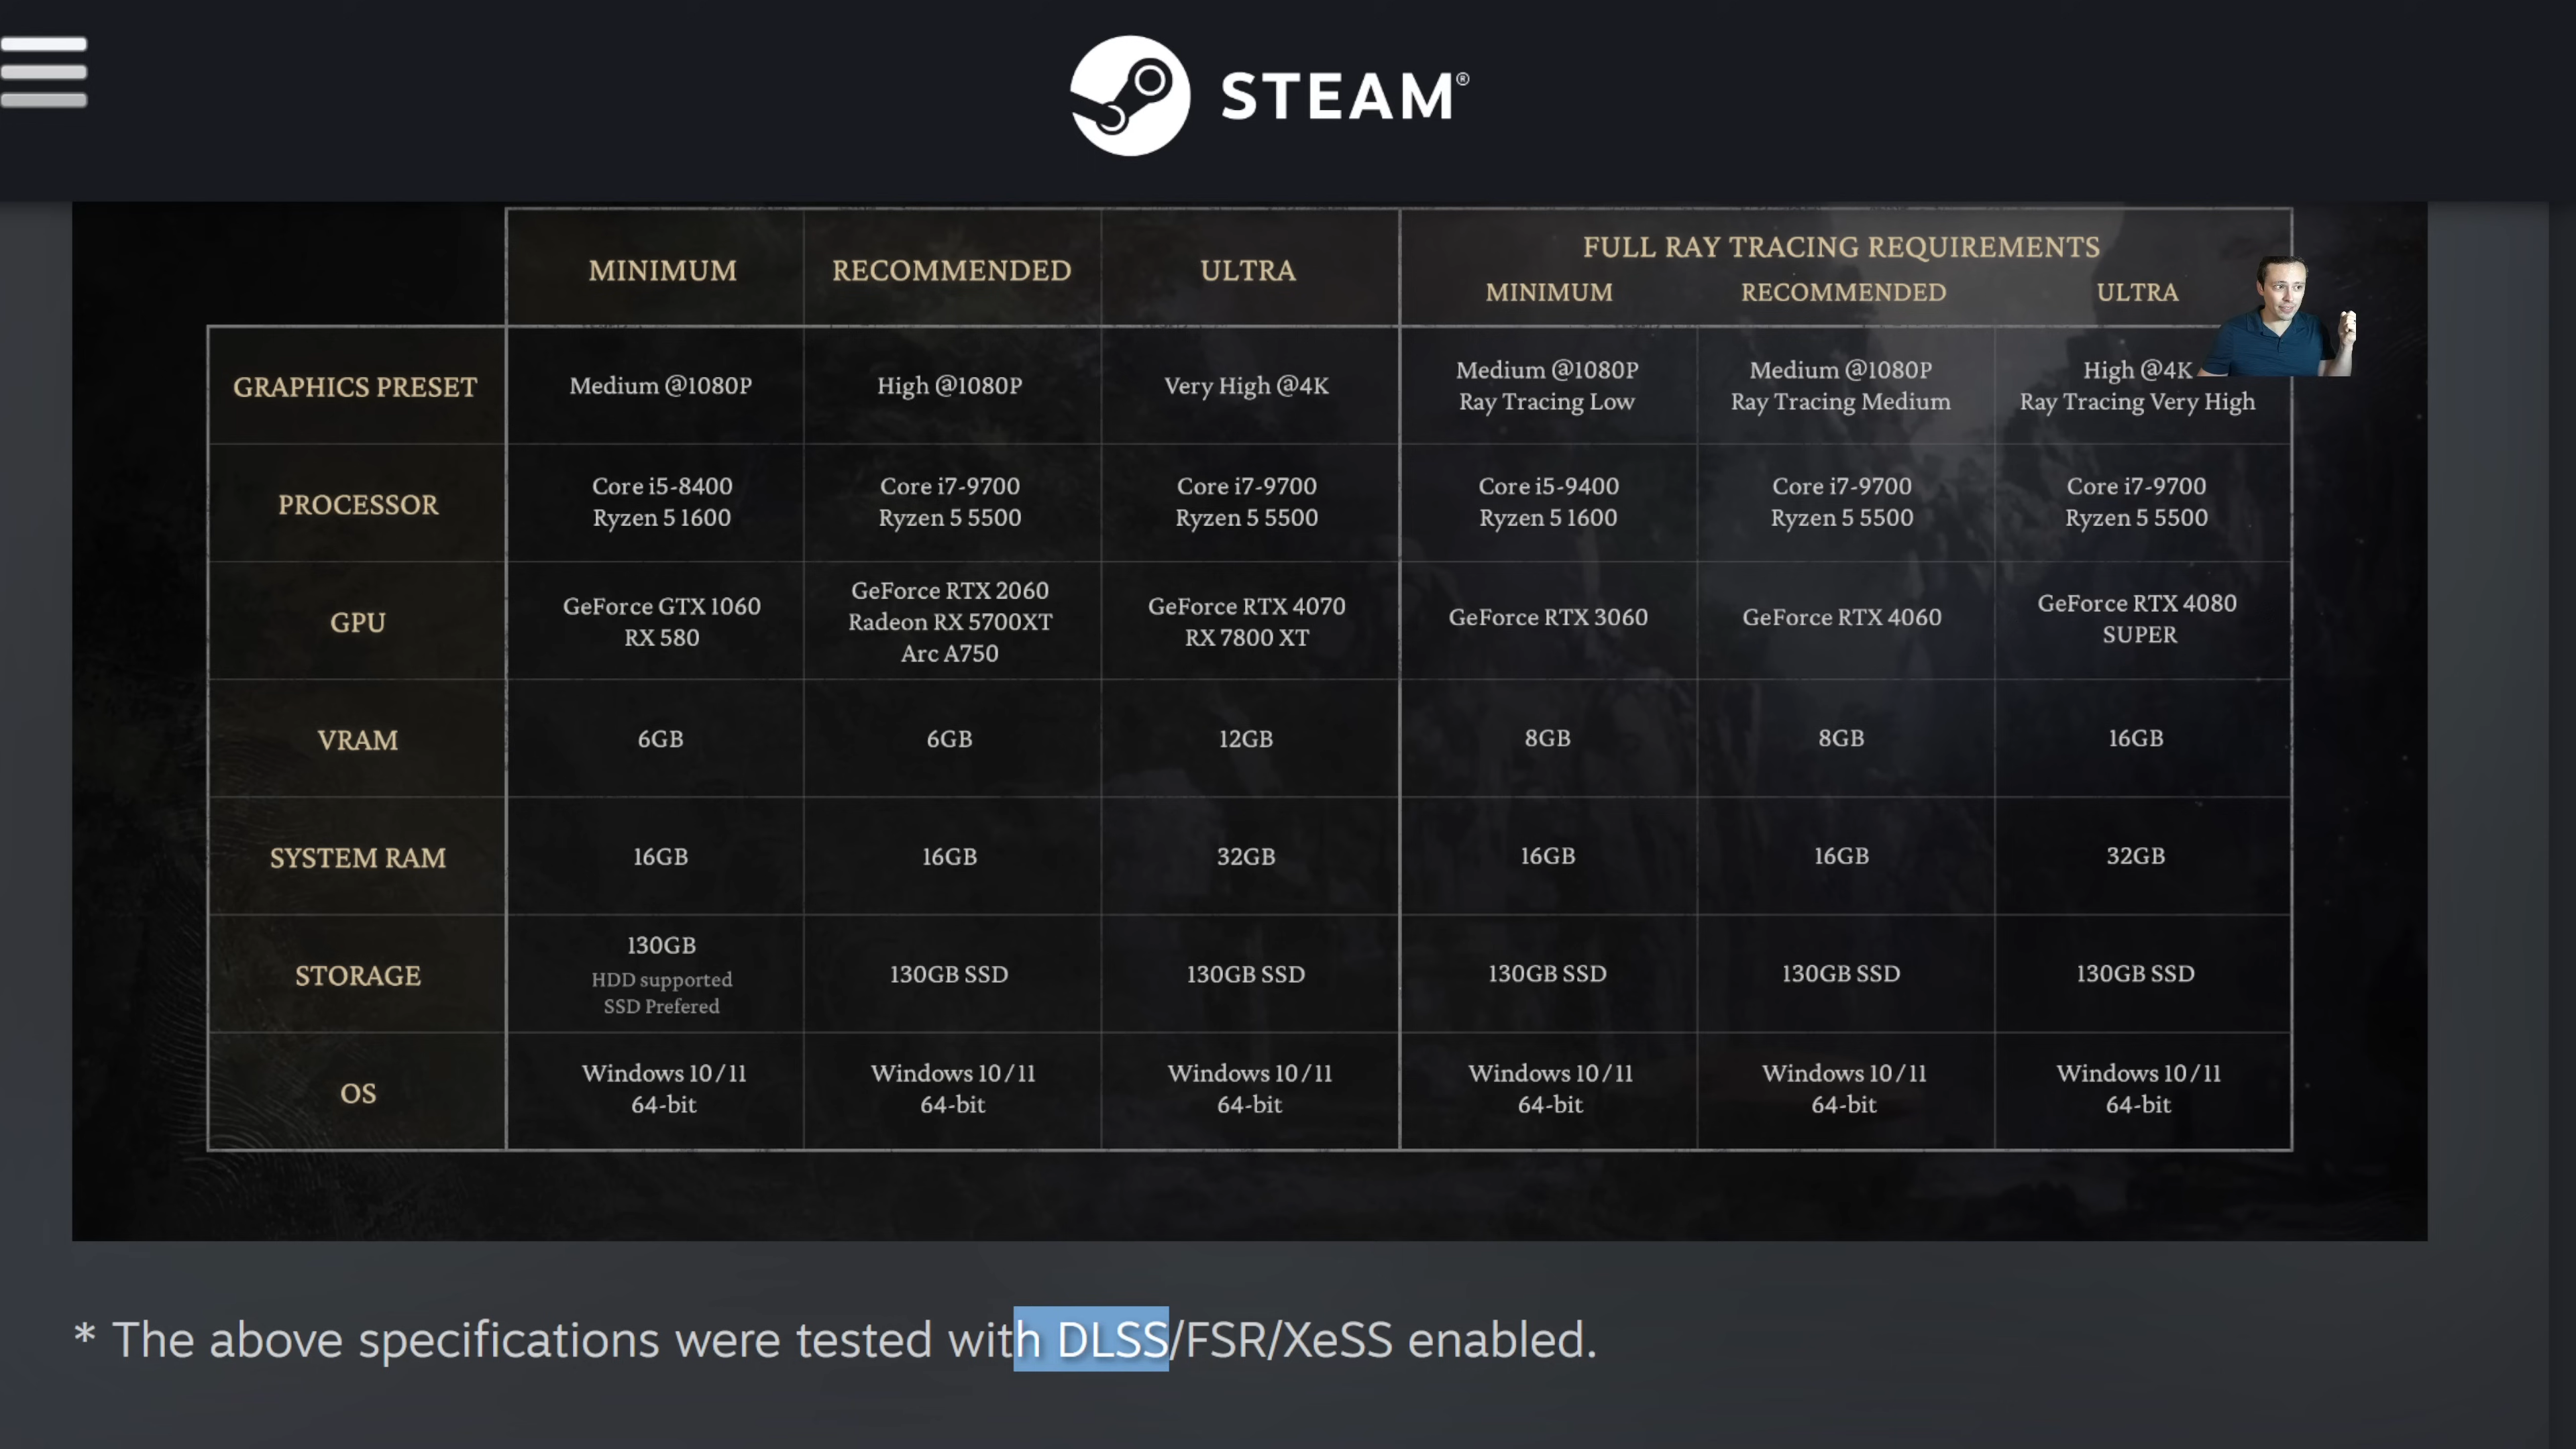 STEAM®
FULL RAY TRACING REQUIREMENTS
MINIMUM RECOMMENDED ULTRA MINIMUM RECOMMENDED ULTRA
GRAPHICS PRESET
Medium @1080P
High @1080P
Very High @4K
Medium @1080P
Ray Tracing Low
Medium @1080P
Ray Tracing Medium
High @4K
Ray Tracing Very High
PROCESSOR
Core i5-8400
Ryzen 5 1600
Core i7-9700
Ryzen 5 5500
Core i7-9700
Ryzen 5 5500
Core i5-9400
Ryzen 5 1600
Core i7-9700
Ryzen 5 5500
Core i7-9700
Ryzen 5 5500
GPU
GeForce GTX 1060
RX 580
GeForce RTX 2060
Radeon RX 5700XT
Arc A750
GeForce RTX 4070
RX 7800 XT
GeForce RTX 3060
GeForce RTX 4060
GeForce RTX 4080
SUPER
VRAM
6GB
6GB
12GB
8GB
8GB
16GB
SYSTEM RAM
16GB
16GB
32GB
16GB
16GB
32GB
STORAGE
130GB
HDD supported
SSD Prefered
130GB SSD
130GB SSD
130GB SSD
130GB SSD
130GB SSD
OS
Windows 10/11
64-bit
Windows 10/11
64-bit
Windows 10/11
64-bit
Windows 10/11
64-bit
Windows 10/11
64-bit
Windows 10/11
64-bit
* The above specifications were tested with DLSS/FSR/XeSS enabled.